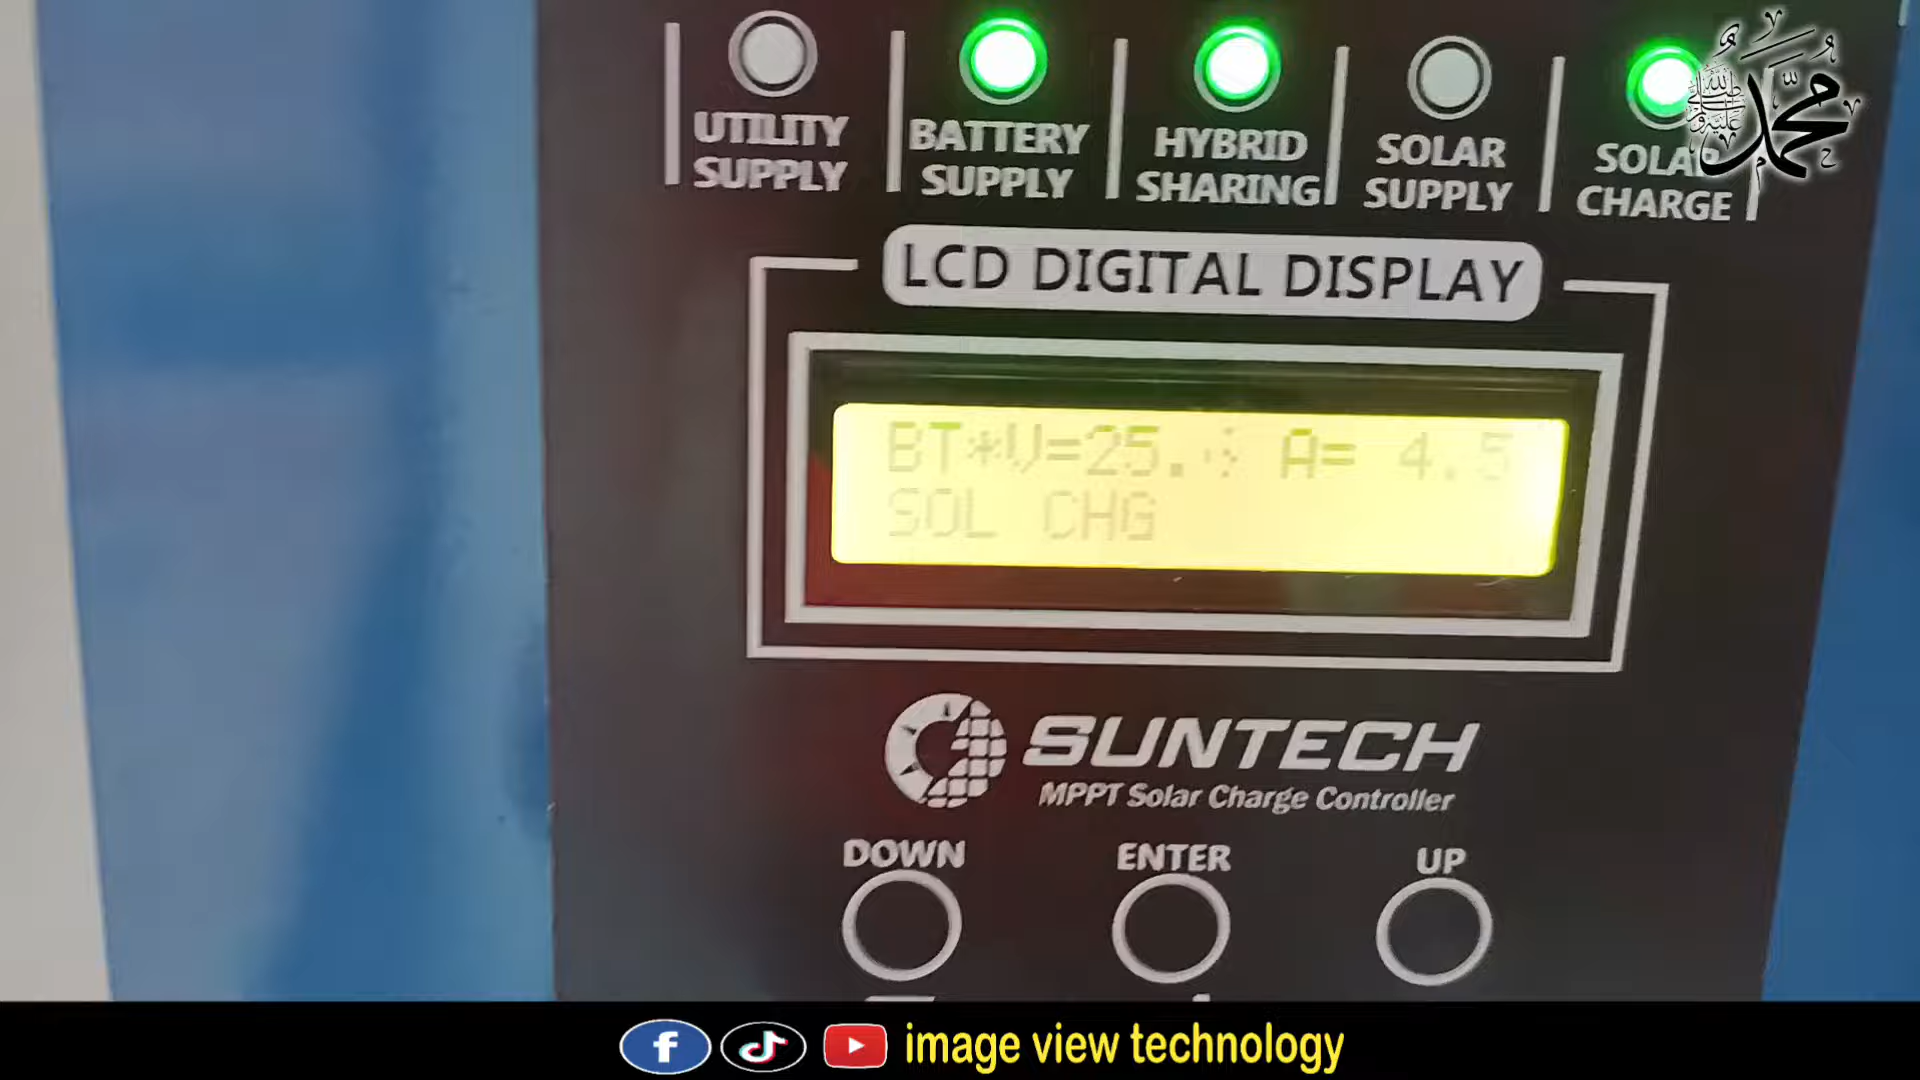 محمد
صلى الله عليه وسلم
UTILITY
SUPPLY
BATTERY
SUPPLY
HYBRID
SHARING
SOLAR
SUPPLY
SOLAR
CHARGE
LCD DIGITAL DISPLAY
BT*V=25. A= 4.5
SOL CHG
SUNTECH
MPPT Solar Charge Controller
DOWN
ENTER
UP
image view technology